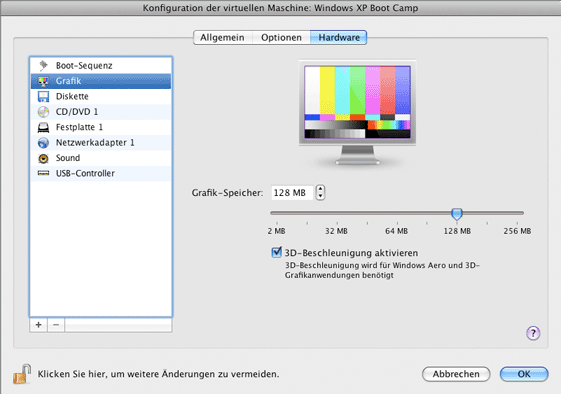 Konfiguration der virtuellen Maschine: Windows XP Boot Camp
Allgemein Optionen Hardware
Boot-Sequenz
Grafik
Diskette
CD/DVD 1
Festplatte 1
Netzwerkadapter 1
Sound
USB-Controller
Grafik-Speicher: 128 MB
2 MB 32 MB 64 MB 128 MB 256 MB
3D-Beschleunigung aktivieren
3D-Beschleunigung wird für Windows Aero und 3D-
Grafikanwendungen benötigt
+ − ?
Klicken Sie hier, um weitere Änderungen zu vermeiden.
Abbrechen OK